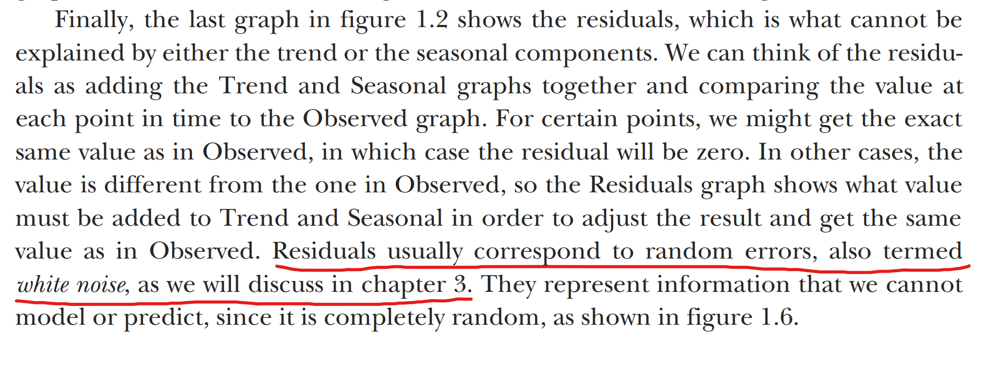 Finally, the last graph in figure 1.2 shows the residuals, which is what cannot be
explained by either the trend or the seasonal components. We can think of the residu-
als as adding the Trend and Seasonal graphs together and comparing the value at
each point in time to the Observed graph. For certain points, we might get the exact
same value as in Observed, in which case the residual will be zero. In other cases, the
value is different from the one in Observed, so the Residuals graph shows what value
must be added to Trend and Seasonal in order to adjust the result and get the same
value as in Observed. Residuals usually correspond to random errors, also termed
white noise, as we will discuss in chapter 3. They represent information that we cannot
model or predict, since it is completely random, as shown in figure 1.6.